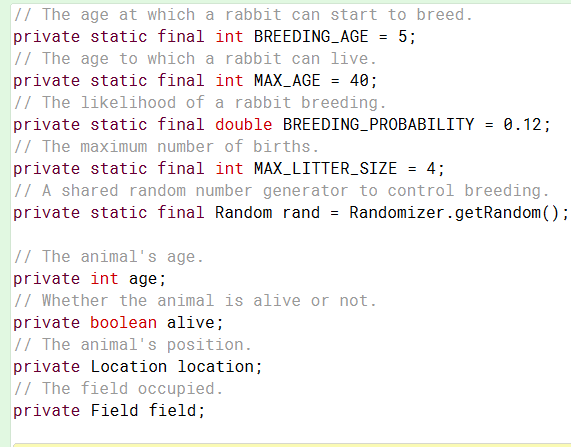 // The age at which a rabbit can start to breed.
private static final int BREEDING_AGE = 5;
// The age to which a rabbit can live.
private static final int MAX_AGE = 40;
// The likelihood of a rabbit breeding.
private static final double BREEDING_PROBABILITY = 0.12;
// The maximum number of births.
private static final int MAX_LITTER_SIZE = 4;
// A shared random number generator to control breeding.
private static final Random rand = Randomizer.getRandom();
// The animal's age.
private int age;
// Whether the animal is alive or not.
private boolean alive;
// The animal's position.
private Location location;
// The field occupied.
private Field field;